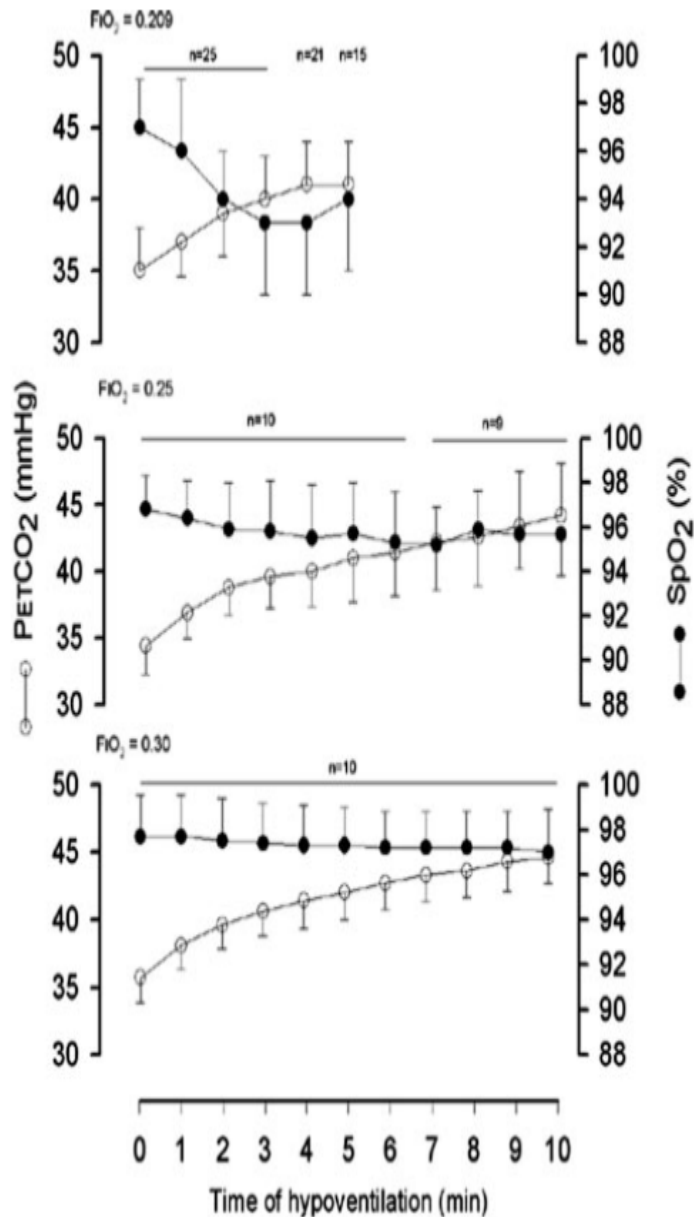 FIO2 = 0.209
n=25 n=21 n=15
50 100
45 98
96
40 94
35 92
90
30 88
FIO2 = 0.25
n=10 n=9
50 100
45 98
96
40 94
92
35 90
30 88
PETCO2 (mmHg)
SpO2 (%)
FIO2 = 0.30
n=10
50 100
98
45 96
40 94
92
35 90
30 88
0 1 2 3 4 5 6 7 8 9 10
Time of hypoventilation (min)